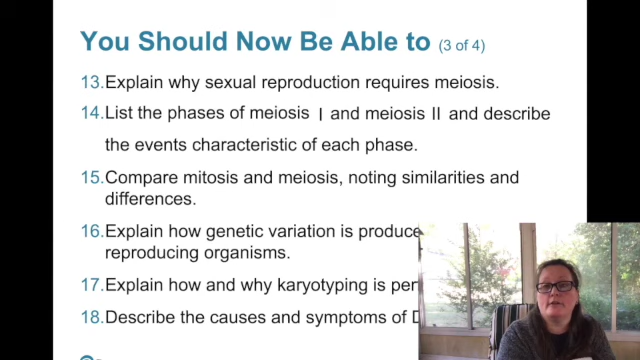 You Should Now Be Able to (3 of 4)
13. Explain why sexual reproduction requires meiosis.
14. List the phases of meiosis I and meiosis II and describe
the events characteristic of each phase.
15. Compare mitosis and meiosis, noting similarities and
differences.
16. Explain how genetic variation is produce
reproducing organisms.
17. Explain how and why karyotyping is per
18. Describe the causes and symptoms of D